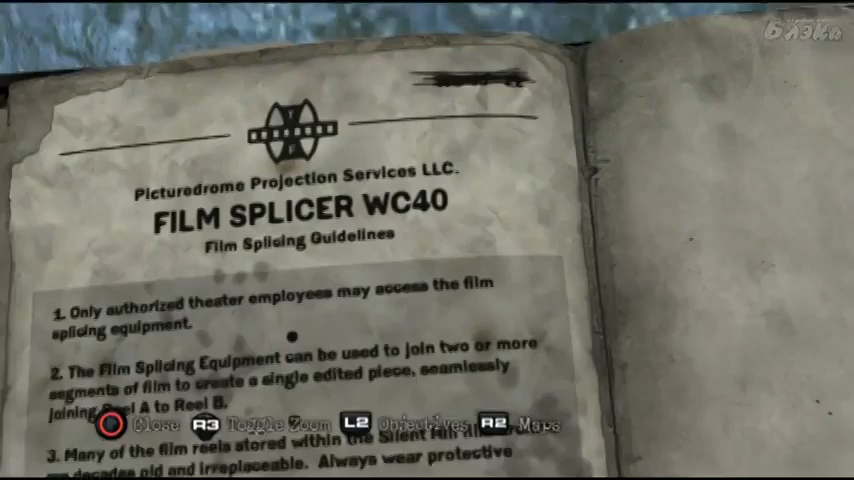 Блэка
Picturedrome Projection Services LLC.
FILM SPLICER WC40
Film Splicing Guidelines
1. Only authorized theater employees may access the film
splicing equipment.
2. The Film Splicing Equipment can be used to join two or more
segments of film to create a single edited piece, seamlessly
joining Reel A to Reel B.
Close R3 Toggle Zoom L2 Objectives R2 Maps
3. Many of the film reels stored within the Silent Hill
are decades old and irreplaceable. Always wear protective